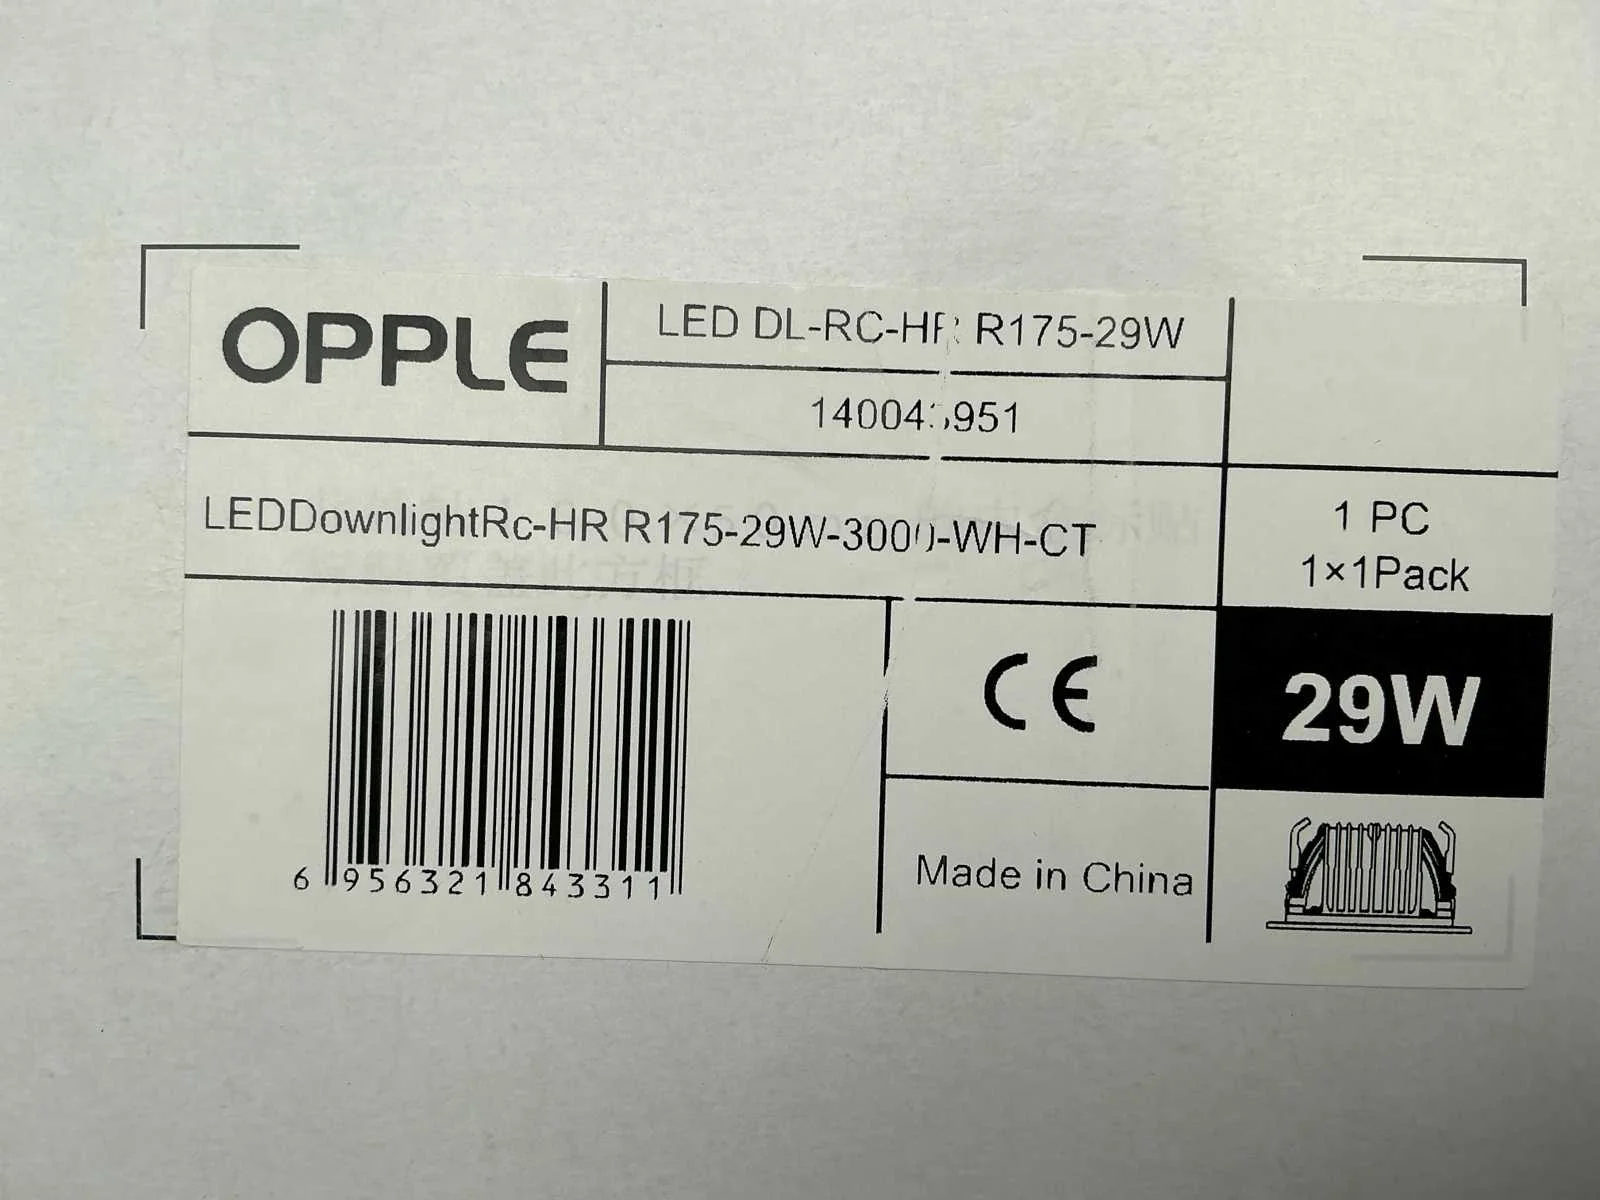 OPPLE
LED DL-RC-HR R175-29W
LEDDownlightRc-HR R175-29W-3000-WH-CT
1 PC
1×1Pack
CE
29W
Made in China
6 956321 843311